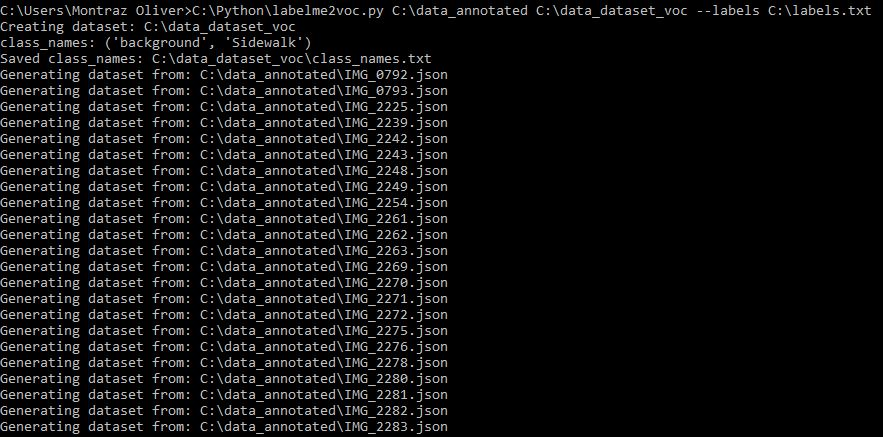 C:\Users\Montraz Oliver>C:\Python\labelme2voc.py C:\data_annotated C:\data_dataset_voc --labels C:\labels.txt
Creating dataset: C:\data_dataset_voc
class_names: ('background', 'Sidewalk')
Saved class_names: C:\data_dataset_voc\class_names.txt
Generating dataset from: C:\data_annotated\IMG_0792.json
Generating dataset from: C:\data_annotated\IMG_0793.json
Generating dataset from: C:\data_annotated\IMG_2225.json
Generating dataset from: C:\data_annotated\IMG_2239.json
Generating dataset from: C:\data_annotated\IMG_2242.json
Generating dataset from: C:\data_annotated\IMG_2243.json
Generating dataset from: C:\data_annotated\IMG_2248.json
Generating dataset from: C:\data_annotated\IMG_2249.json
Generating dataset from: C:\data_annotated\IMG_2254.json
Generating dataset from: C:\data_annotated\IMG_2261.json
Generating dataset from: C:\data_annotated\IMG_2262.json
Generating dataset from: C:\data_annotated\IMG_2263.json
Generating dataset from: C:\data_annotated\IMG_2269.json
Generating dataset from: C:\data_annotated\IMG_2270.json
Generating dataset from: C:\data_annotated\IMG_2271.json
Generating dataset from: C:\data_annotated\IMG_2272.json
Generating dataset from: C:\data_annotated\IMG_2275.json
Generating dataset from: C:\data_annotated\IMG_2276.json
Generating dataset from: C:\data_annotated\IMG_2278.json
Generating dataset from: C:\data_annotated\IMG_2280.json
Generating dataset from: C:\data_annotated\IMG_2281.json
Generating dataset from: C:\data_annotated\IMG_2282.json
Generating dataset from: C:\data_annotated\IMG_2283.json